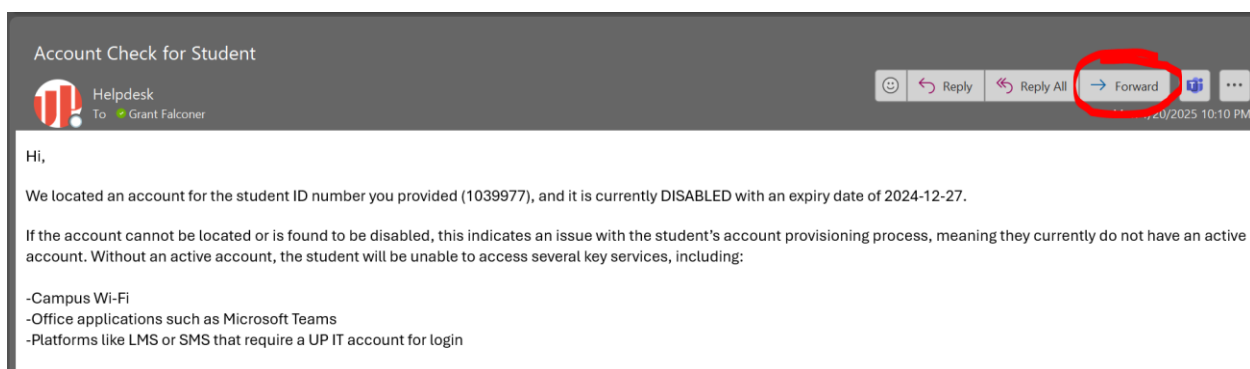 Account Check for Student
Helpdesk
Reply
Reply All
Forward
To Grant Falconer
/20/2025 10:10 PM
Hi,
We located an account for the student ID number you provided (1039977), and it is currently DISABLED with an expiry date of 2024-12-27.
If the account cannot be located or is found to be disabled, this indicates an issue with the student's account provisioning process, meaning they currently do not have an active
account. Without an active account, the student will be unable to access several key services, including:
-Campus Wi-Fi
-Office applications such as Microsoft Teams
-Platforms like LMS or SMS that require a UP IT account for login